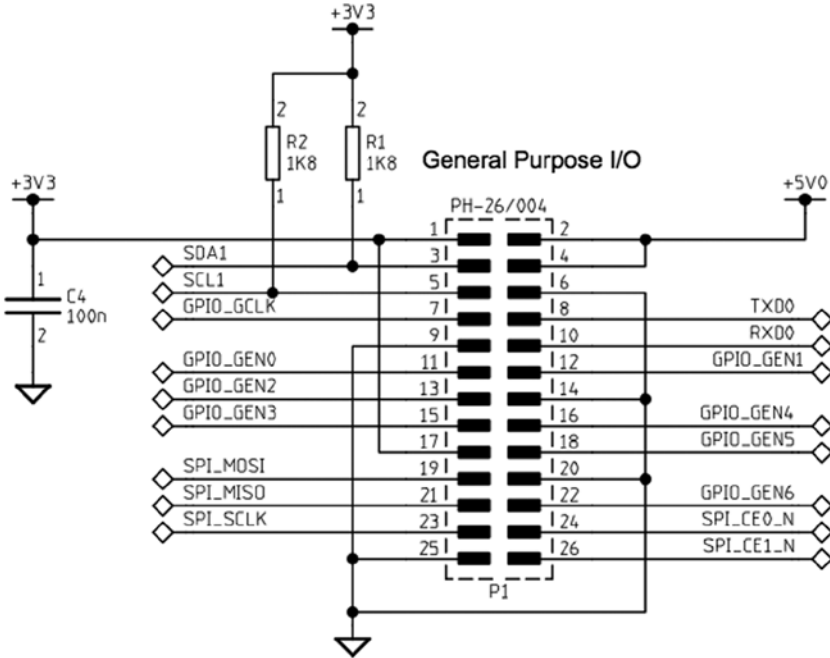 +3V3
2
2
R2
1K8
R1
1K8
1
1
General Purpose I/O
+3V3
+5V0
PH-26/004
1
2
SDA1
3
4
SCL1
5
6
GPIO_GCLK
7
8
TXD0
9
10
RXD0
GPIO_GEN0
11
12
GPIO_GEN1
GPIO_GEN2
13
14
GPIO_GEN3
15
16
GPIO_GEN4
17
18
GPIO_GEN5
SPI_MOSI
19
20
SPI_MISO
21
22
GPIO_GEN6
SPI_SCLK
23
24
SPI_CE0_N
25
26
SPI_CE1_N
P1
1
C4
100n
2